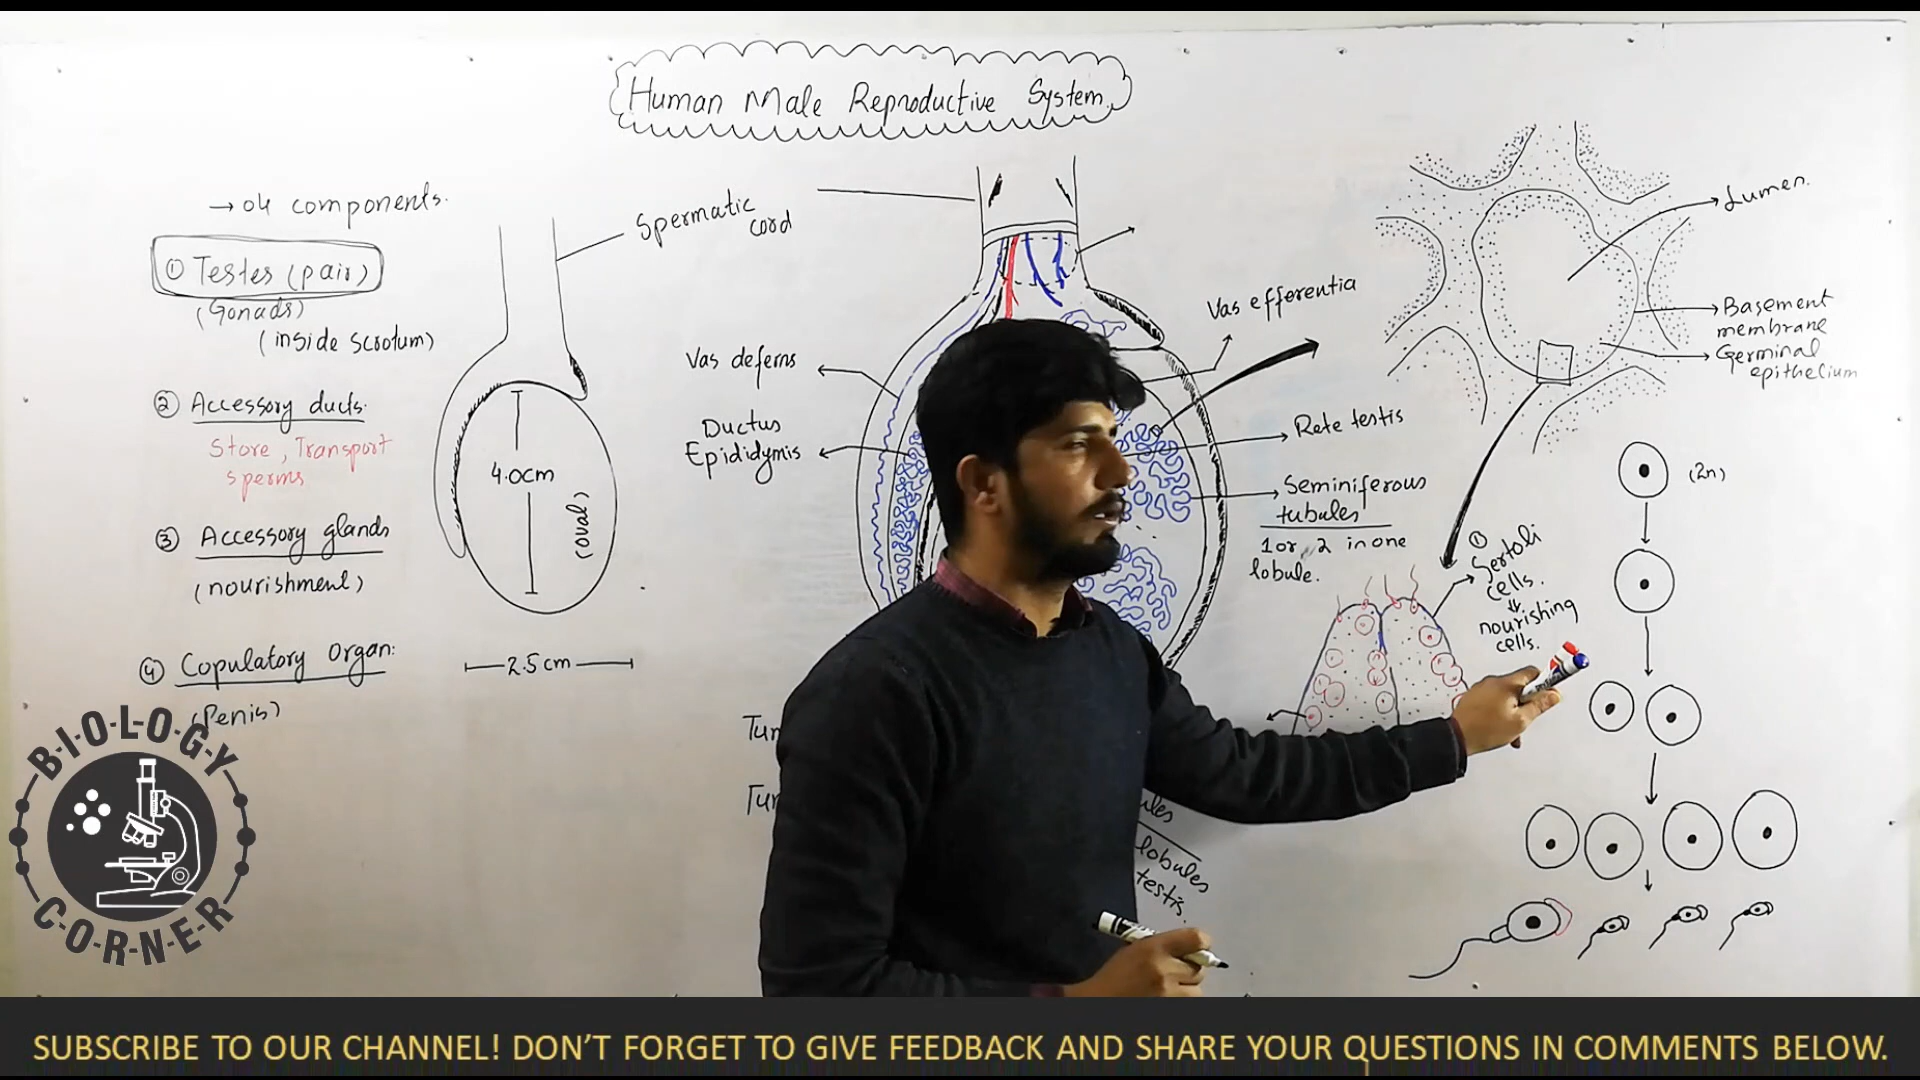 Human Male Reproductive System
→ 04 components.
① Testes (pair)
(Gonads)
(inside Scrotum)
② Accessory ducts.
Store, Transport
sperms
③ Accessory glands
(nourishment)
④ Copulatory Organ:
(Penis)
Spermatic
cord
4.0cm
(oval)
2.5cm
Vas deferns
Ductus
Epididymis
Vas efferentia
Rete testis
Seminiferous
tubules
1 or 2 in one
lobule.
lobules
testis.
Lumen.
Basement
membrane
Germinal
epithelium
①
Sertoli
cells.
nourishing
cells.
(2n)
B-I-O-L-O-G-Y
C-O-R-N-E-R
SUBSCRIBE TO OUR CHANNEL! DON'T FORGET TO GIVE FEEDBACK AND SHARE YOUR QUESTIONS IN COMMENTS BELOW.